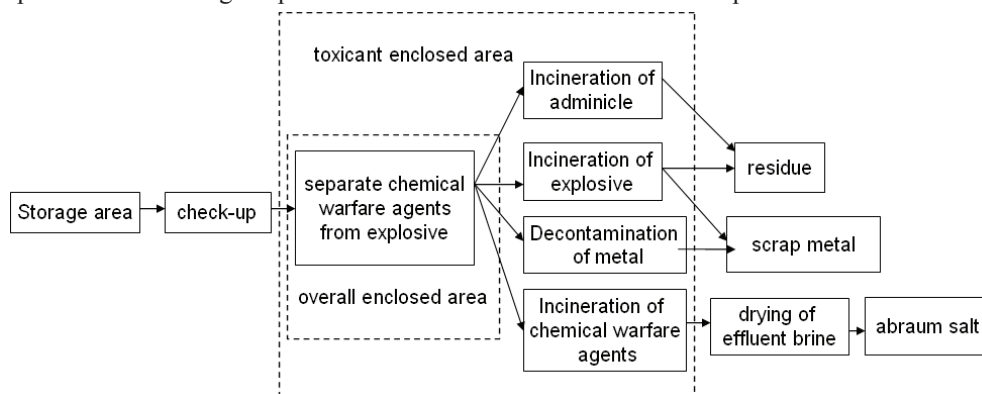 toxicant enclosed area
Incineration of
adminicle
Incineration of
explosive
residue
separate chemical
warfare agents
from explosive
Storage area
check-up
Decontamination
of metal
scrap metal
overall enclosed area
Incineration of
chemical warfare
agents
drying of
effluent brine
abraum salt